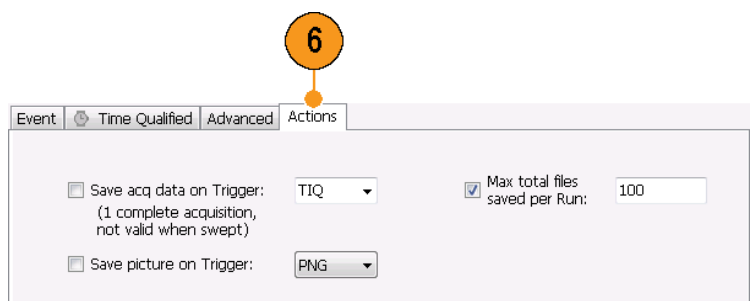 6
Event Time Qualified Advanced Actions
Save acq data on Trigger: TIQ
(1 complete acquisition,
not valid when swept)
Max total files
saved per Run: 100
Save picture on Trigger: PNG